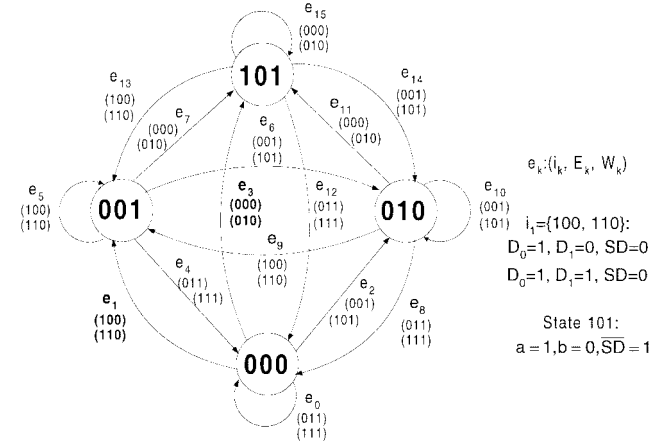 e15
(000)
(010)
101
e13
(100)
(110)
e7
(000)
(010)
e6
(001)
(101)
e11
(000)
(010)
e14
(001)
(101)
ek:(ik, Ek, Wk)
e5
(100)
(110)
001
e3
(000)
(010)
e12
(011)
(111)
010
e10
(001)
(101)
i1={100, 110}:
D0=1, D1=0, SD=0
D0=1, D1=1, SD=0
e9
(100)
(110)
e4
(011)
(111)
e1
(100)
(110)
e2
(001)
(101)
e8
(011)
(111)
State 101:
a=1,b=0,S̅D̅=1
000
e0
(011)
(111)